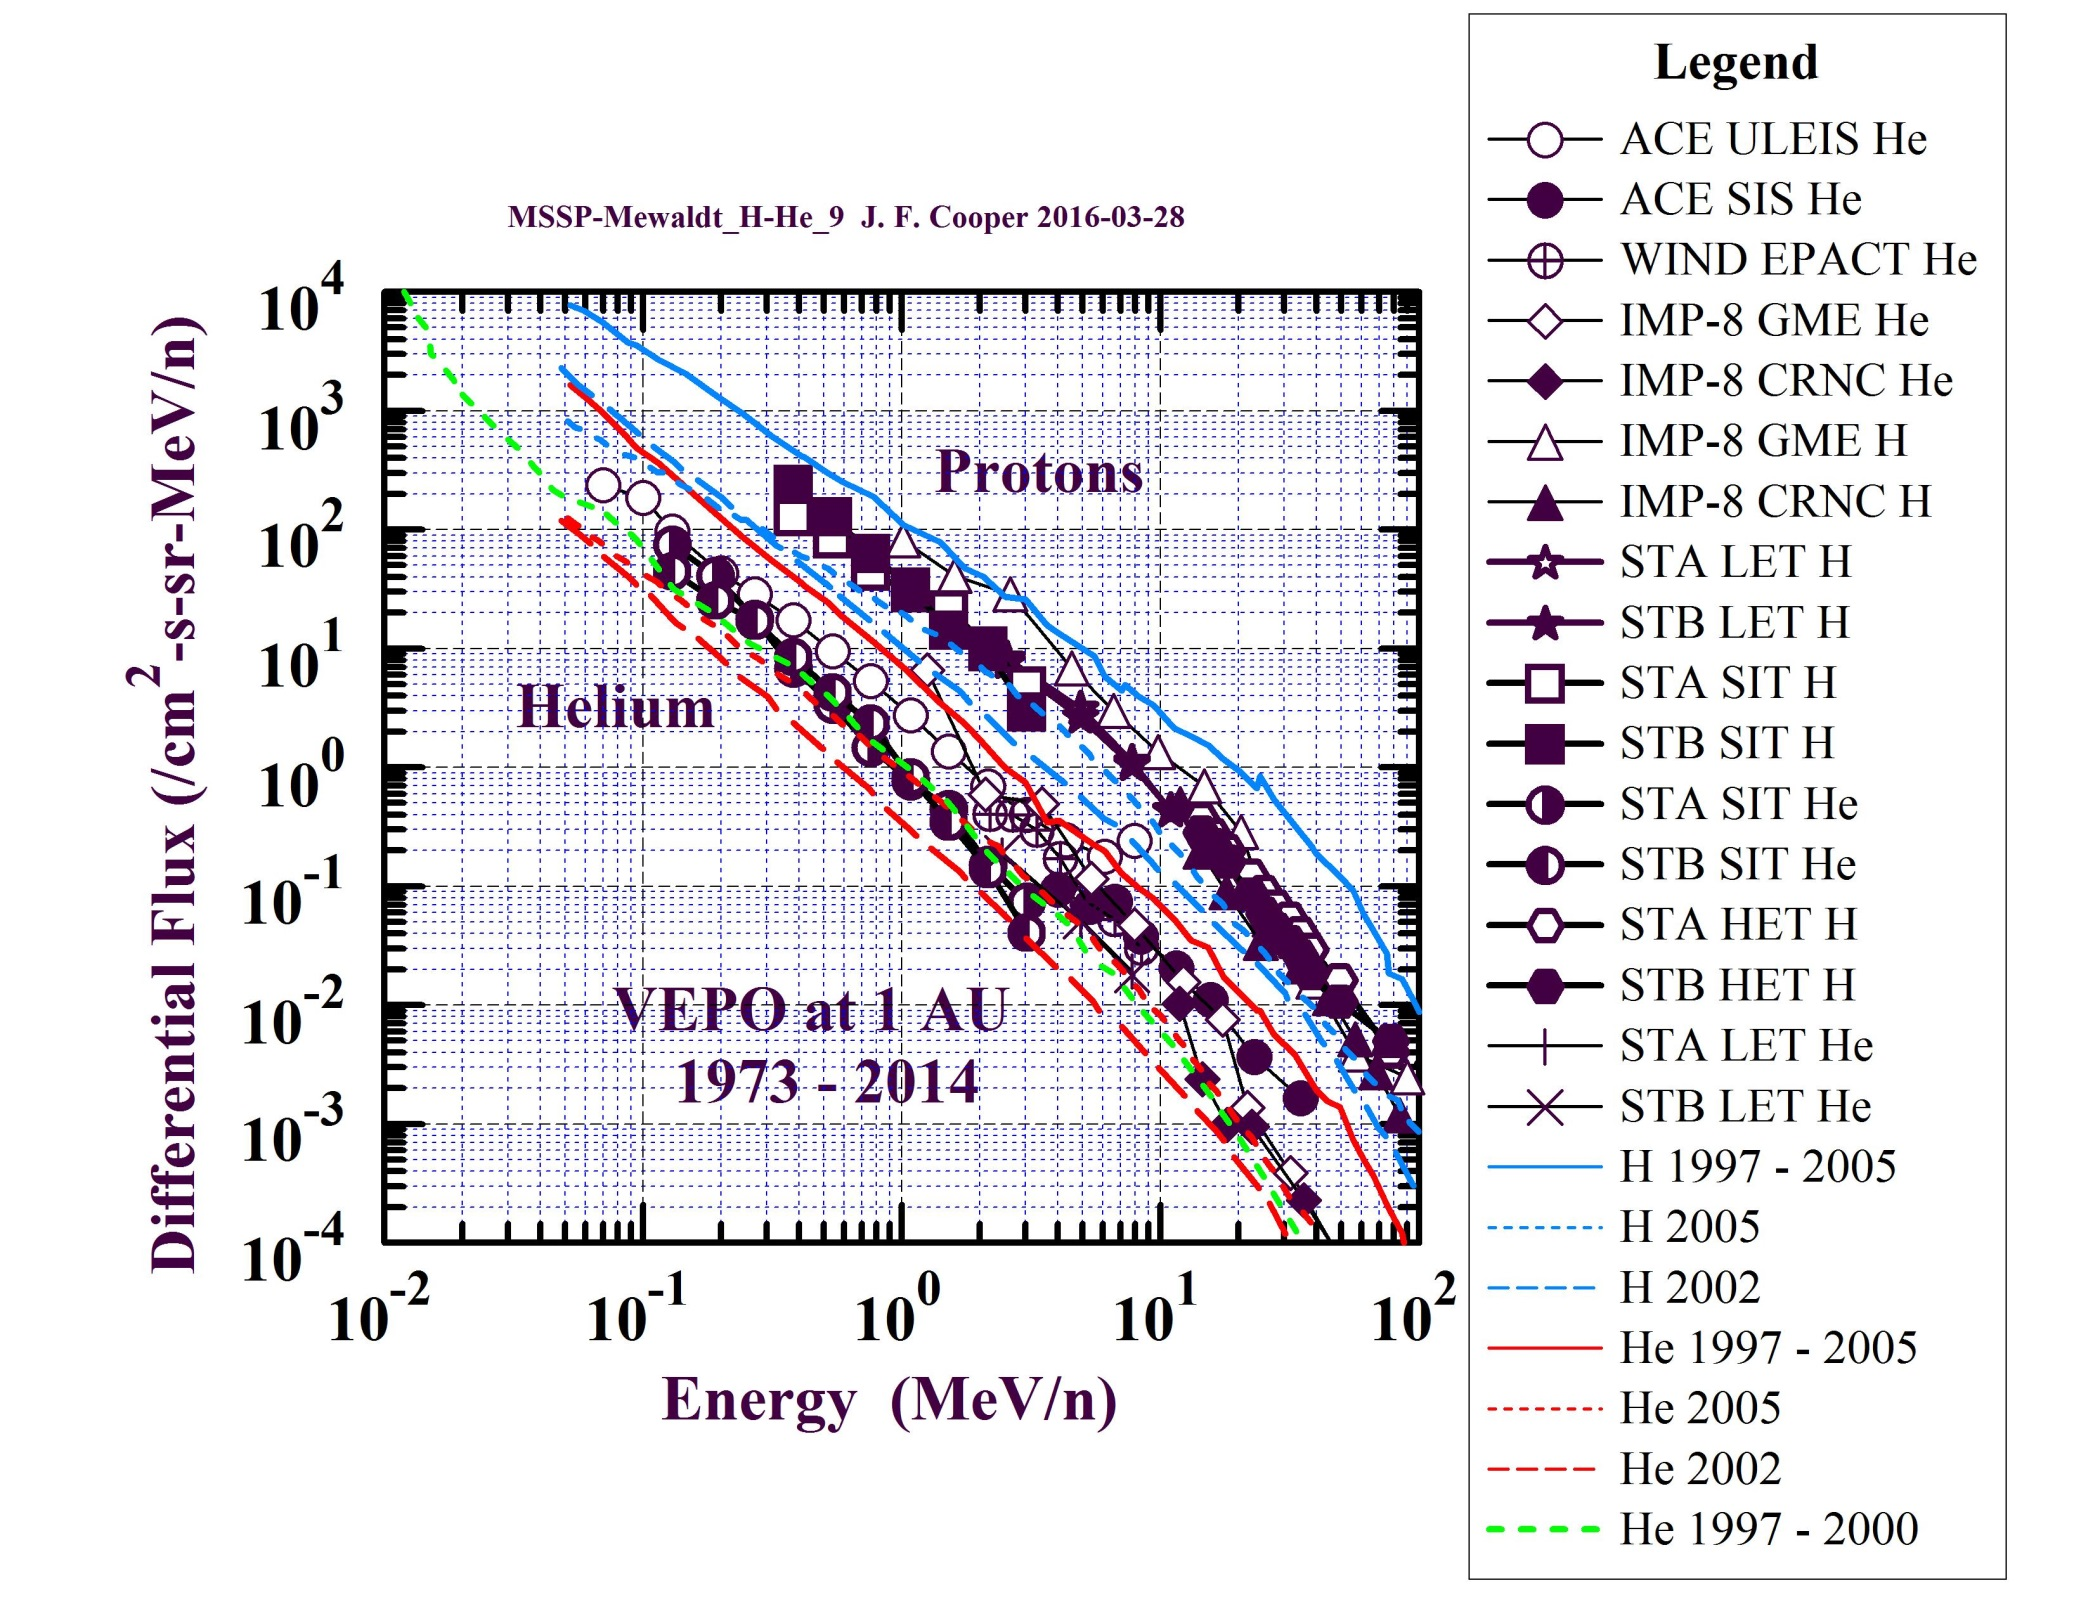 MSSP-Mewaldt_H-He_9 J. F. Cooper 2016-03-28
Differential Flux (/cm²-s-sr-MeV/n)
10⁴
10³
10²
10¹
10⁰
10⁻¹
10⁻²
10⁻³
10⁻⁴
Protons
Helium
VEPO at 1 AU
1973 - 2014
10⁻² 10⁻¹ 10⁰ 10¹ 10²
Energy (MeV/n)
Legend
ACE ULEIS He
ACE SIS He
WIND EPACT He
IMP-8 GME He
IMP-8 CRNC He
IMP-8 GME H
IMP-8 CRNC H
STA LET H
STB LET H
STA SIT H
STB SIT H
STA SIT He
STB SIT He
STA HET H
STB HET H
STA LET He
STB LET He
H 1997 - 2005
H 2005
H 2002
He 1997 - 2005
He 2005
He 2002
He 1997 - 2000